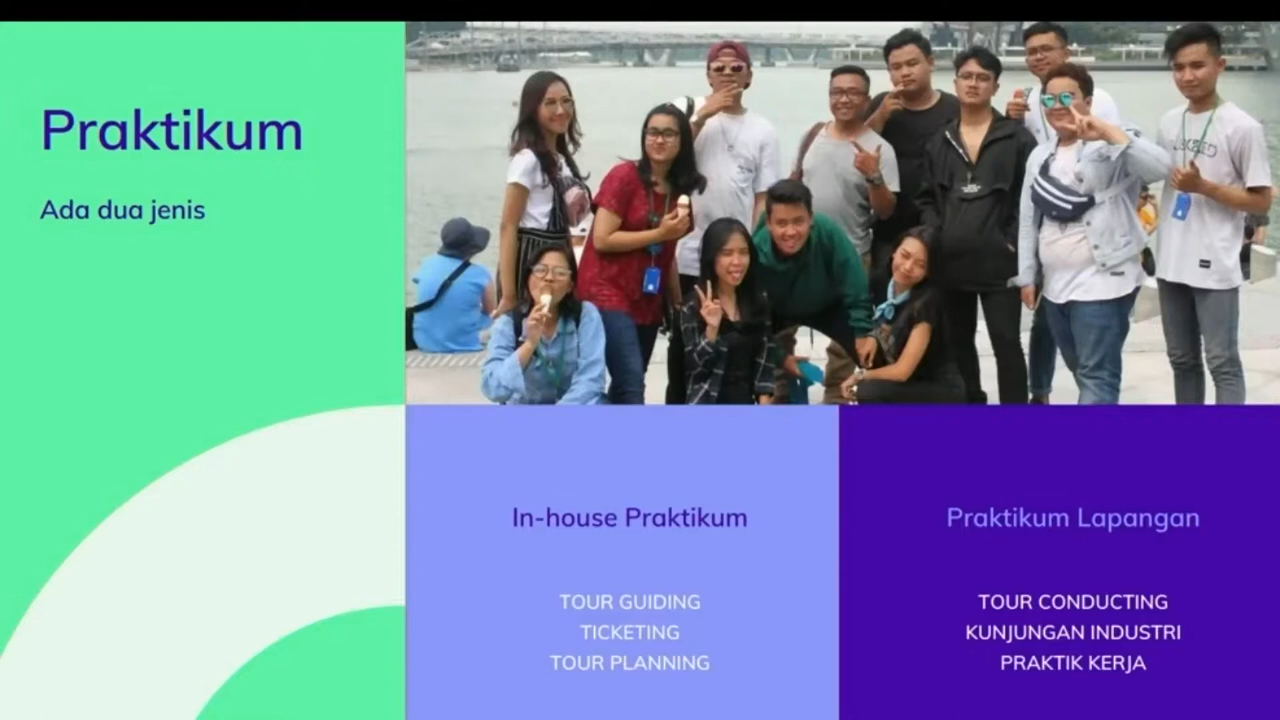 Praktikum
Ada dua jenis
In-house Praktikum
TOUR GUIDING
TICKETING
TOUR PLANNING
Praktikum Lapangan
TOUR CONDUCTING
KUNJUNGAN INDUSTRI
PRAKTIK KERJA